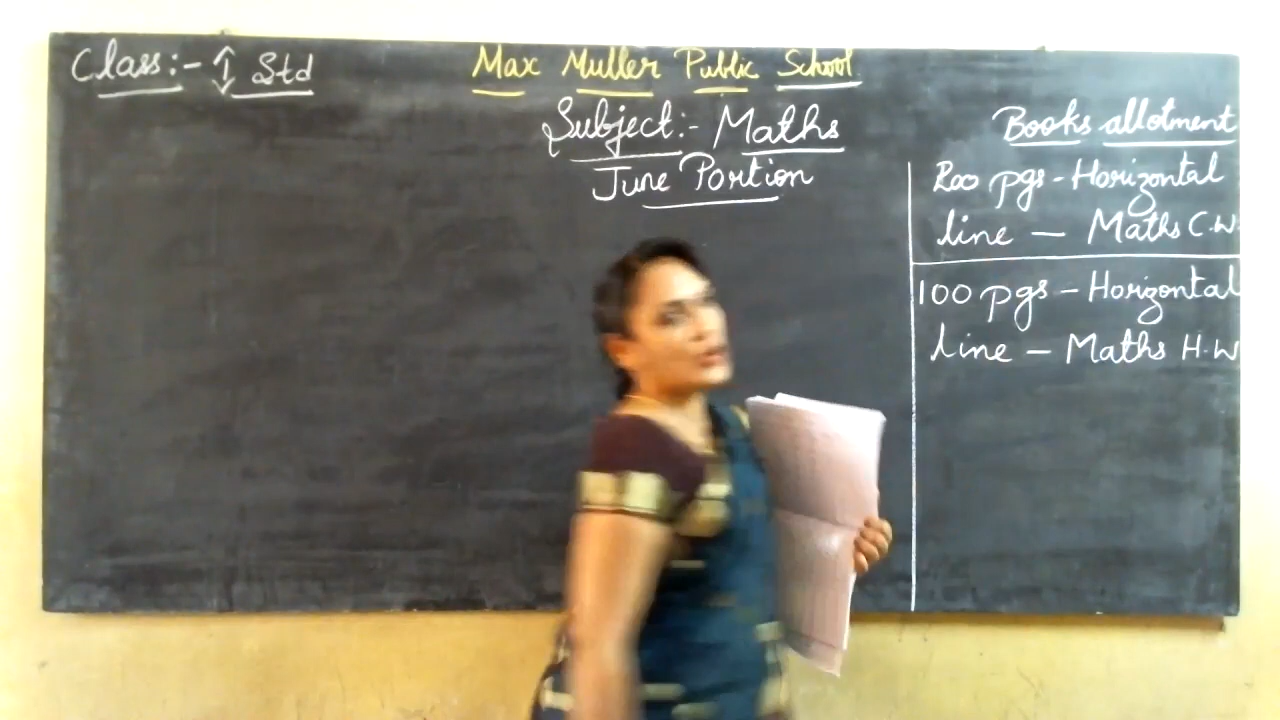 Class:- I Std
Max Muller Public School
Subject:- Maths
June Portion
Books allotment
200 pgs - Horizontal
line — Maths C.W.
100 pgs - Horizontal
line — Maths H.W